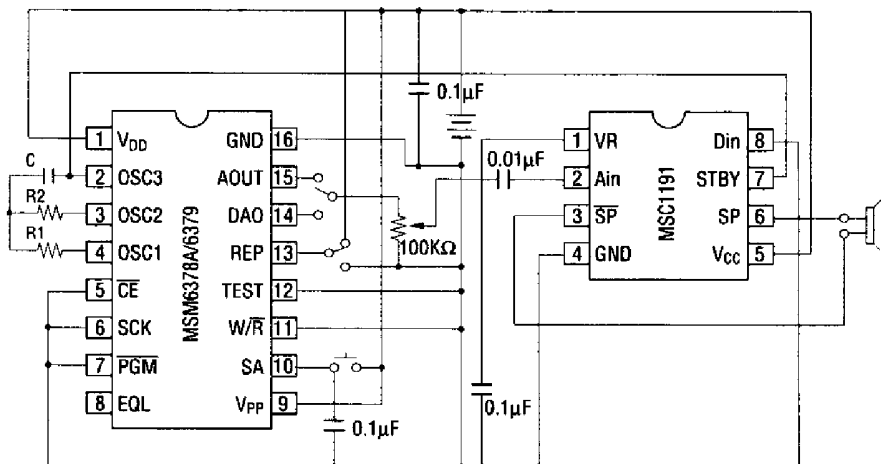 0.1µF
1 VDD
2 OSC3
3 OSC2
4 OSC1
5 C̅E̅
6 SCK
7 P̅G̅M̅
8 EQL
MSM6378A/6379
GND 16
AOUT 15
DAO 14
REP 13
TEST 12
W/R̅ 11
SA 10
VPP 9
C
R2
R1
100KΩ
0.1µF
0.01µF
0.1µF
1 VR
2 Ain
3 S̅P̅
4 GND
MSC1191
Din 8
STBY 7
SP 6
VCC 5